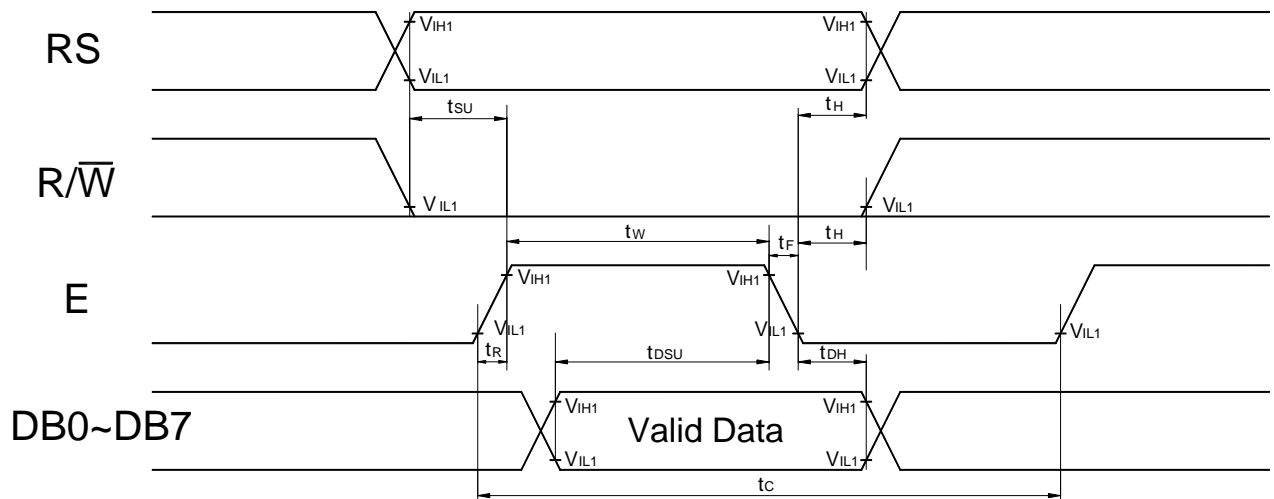 RS
VIH1
VIL1
VIH1
VIL1
tSU
tH
R/W̅
VIL1
VIL1
tW
tF
tH
E
VIH1
VIL1
VIH1
VIL1
VIL1
tR
tDSU
tDH
DB0~DB7
VIH1
VIL1
Valid Data
VIH1
VIL1
tC